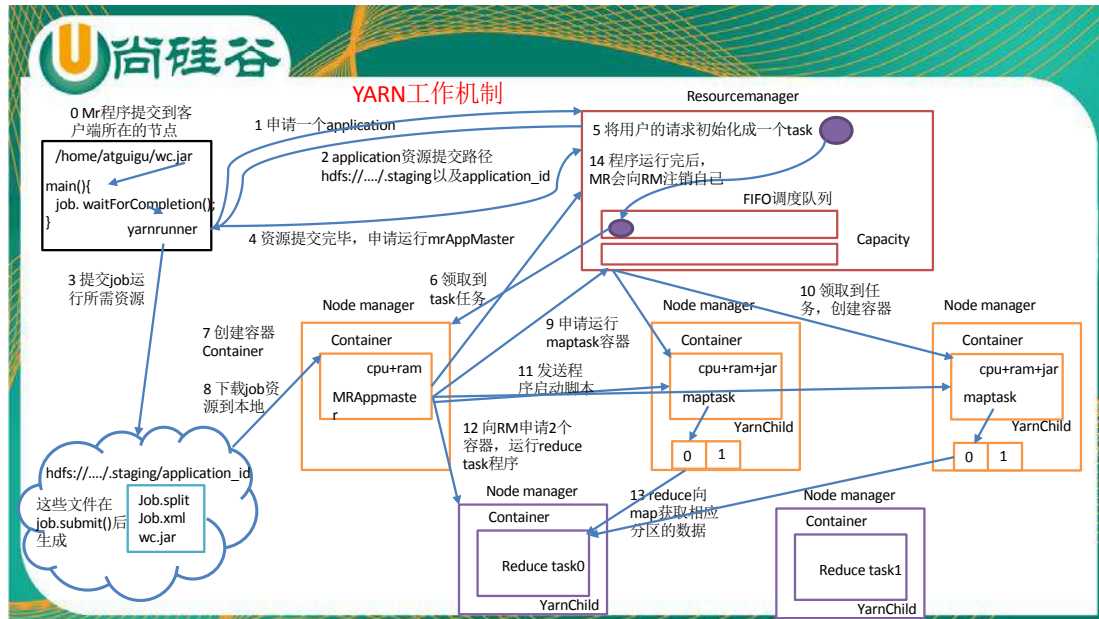 尚硅谷
YARN工作机制
0 Mr程序提交到客
户端所在的节点
/home/atguigu/wc.jar
main(){
job. waitForCompletion();
}
yarnrunner
1 申请一个application
2 application资源提交路径
hdfs://..../.staging以及application_id
4 资源提交完毕，申请运行mrAppMaster
3 提交job运
行所需资源
Resourcemanager
5 将用户的请求初始化成一个task
14 程序运行完后，
MR会向RM注销自己
FIFO调度队列
Capacity
6 领取到
task任务
7 创建容器
Container
8 下载job资
源到本地
Node manager
Container
cpu+ram
MRAppmaste
r
9 申请运行
maptask容器
11 发送程
序启动脚本
Node manager
Container
cpu+ram+jar
maptask
YarnChild
0
1
10 领取到任
务，创建容器
Node manager
Container
cpu+ram+jar
maptask
YarnChild
0
1
12 向RM申请2个
容器，运行reduce
task程序
hdfs://..../.staging/application_id
这些文件在
job.submit()后
生成
Job.split
Job.xml
wc.jar
Node manager
Container
Reduce task0
YarnChild
13 reduce向
map获取相应
分区的数据
Node manager
Container
Reduce task1
YarnChild